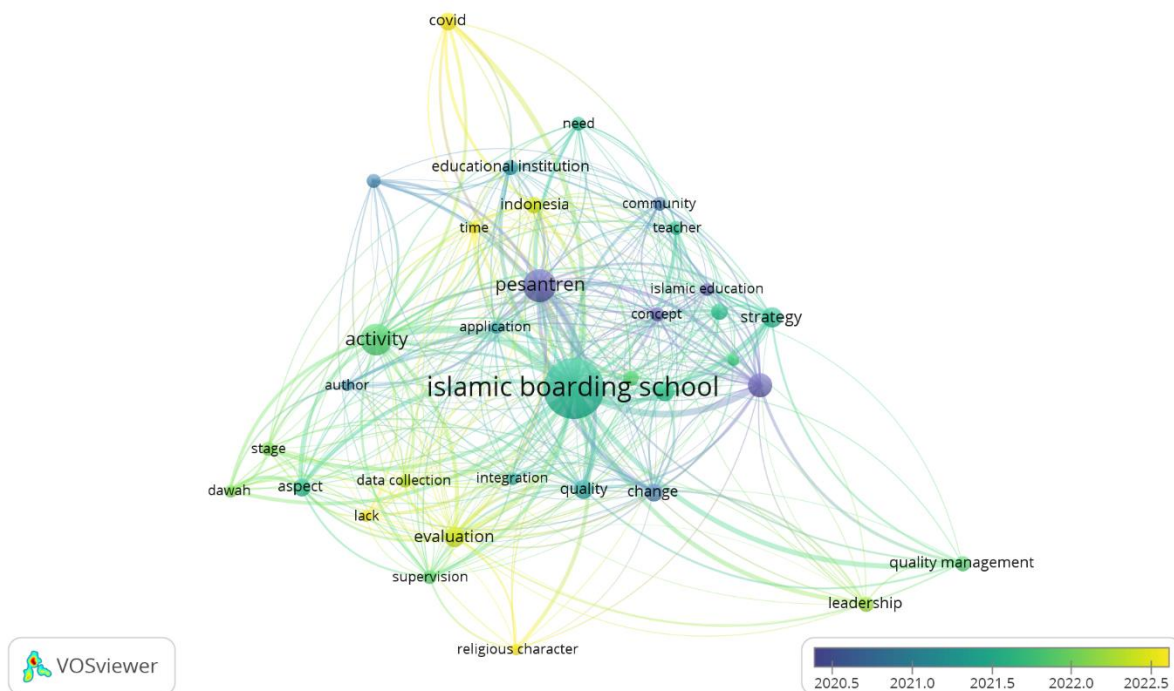 covid
need
educational institution
indonesia
community
time
teacher
pesantren
islamic education
concept
strategy
application
activity
author
islamic boarding school
stage
dawah
aspect
data collection
integration
quality
change
lack
evaluation
supervision
quality management
leadership
religious character
VOSviewer
2020.5 2021.0 2021.5 2022.0 2022.5